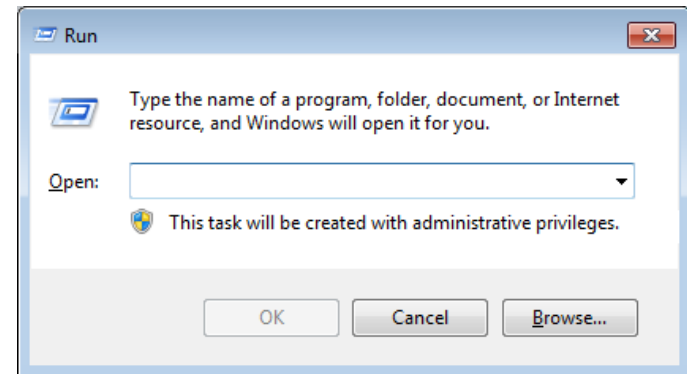 Run
Type the name of a program, folder, document, or Internet
resource, and Windows will open it for you.
Open:
This task will be created with administrative privileges.
OK Cancel Browse...